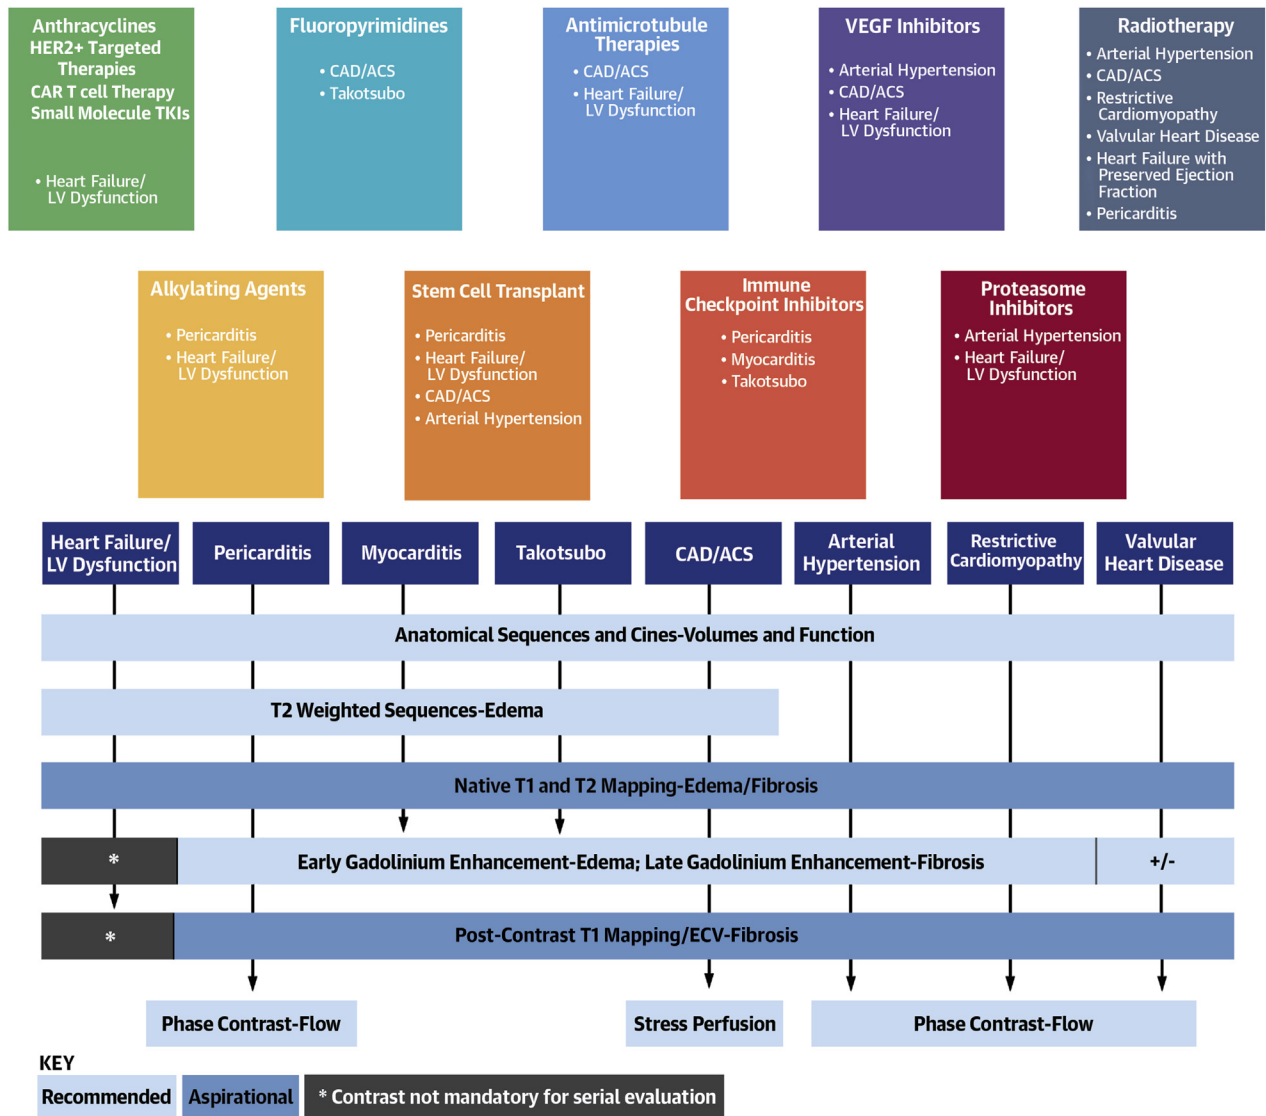 Anthracyclines
HER2+ Targeted
Therapies
CAR T cell Therapy
Small Molecule TKIs
• Heart Failure/
LV Dysfunction
Fluoropyrimidines
• CAD/ACS
• Takotsubo
Antimicrotubule
Therapies
• CAD/ACS
• Heart Failure/
LV Dysfunction
VEGF Inhibitors
• Arterial Hypertension
• CAD/ACS
• Heart Failure/
LV Dysfunction
Radiotherapy
• Arterial Hypertension
• CAD/ACS
• Restrictive
Cardiomyopathy
• Valvular Heart Disease
• Heart Failure with
Preserved Ejection
Fraction
• Pericarditis
Alkylating Agents
• Pericarditis
• Heart Failure/
LV Dysfunction
Stem Cell Transplant
• Pericarditis
• Heart Failure/
LV Dysfunction
• CAD/ACS
• Arterial Hypertension
Immune
Checkpoint Inhibitors
• Pericarditis
• Myocarditis
• Takotsubo
Proteasome
Inhibitors
• Arterial Hypertension
• Heart Failure/
LV Dysfunction
Heart Failure/
LV Dysfunction
Pericarditis
Myocarditis
Takotsubo
CAD/ACS
Arterial
Hypertension
Restrictive
Cardiomyopathy
Valvular
Heart Disease
Anatomical Sequences and Cines-Volumes and Function
T2 Weighted Sequences-Edema
Native T1 and T2 Mapping-Edema/Fibrosis
*
Early Gadolinium Enhancement-Edema; Late Gadolinium Enhancement-Fibrosis
+/-
*
Post-Contrast T1 Mapping/ECV-Fibrosis
Phase Contrast-Flow
Stress Perfusion
Phase Contrast-Flow
KEY
Recommended
Aspirational
* Contrast not mandatory for serial evaluation